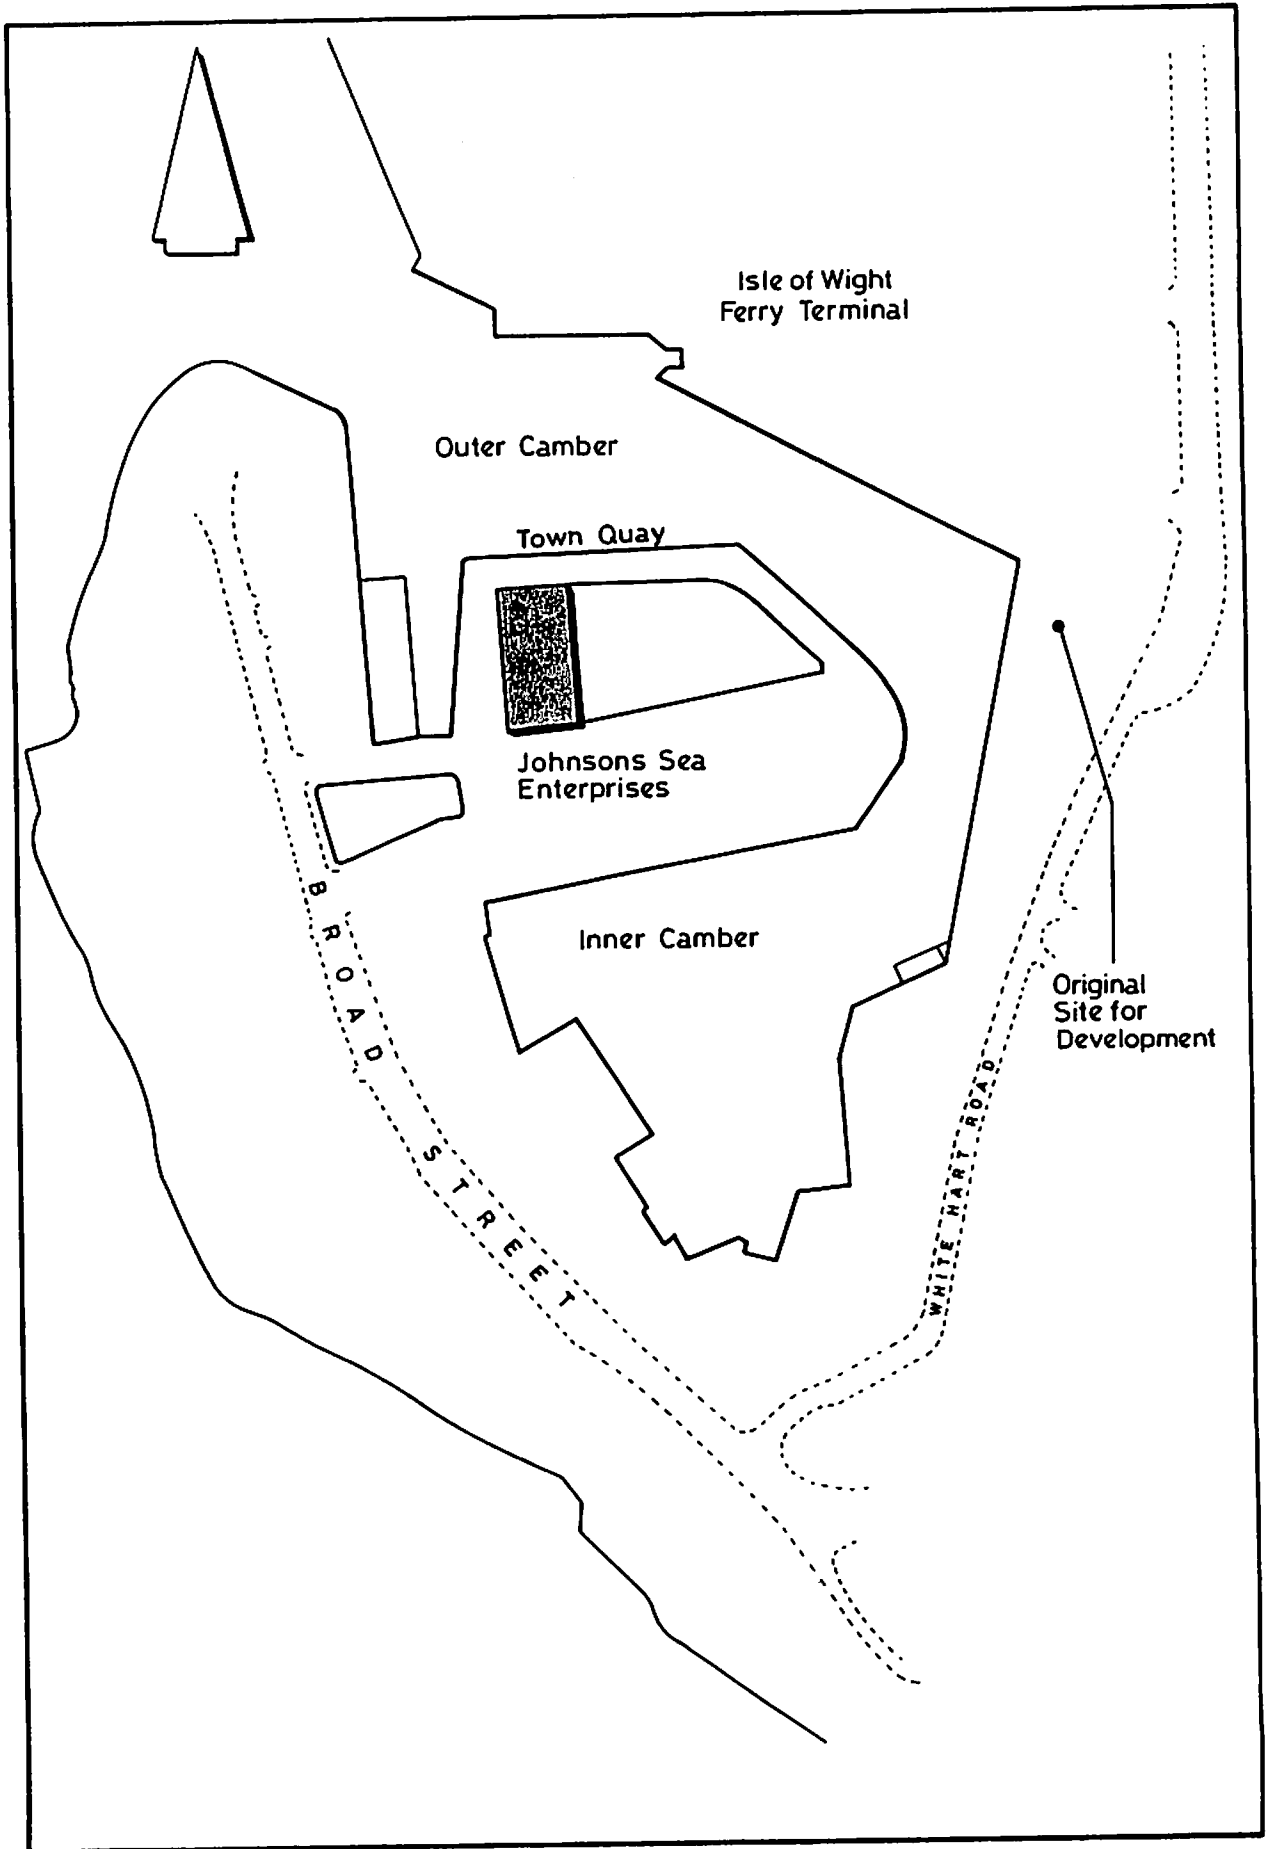 Isle of Wight
Ferry Terminal
Outer Camber
Town Quay
Johnsons Sea
Enterprises
BROAD STREET
Inner Camber
Original
Site for
Development
WHITE HART ROAD